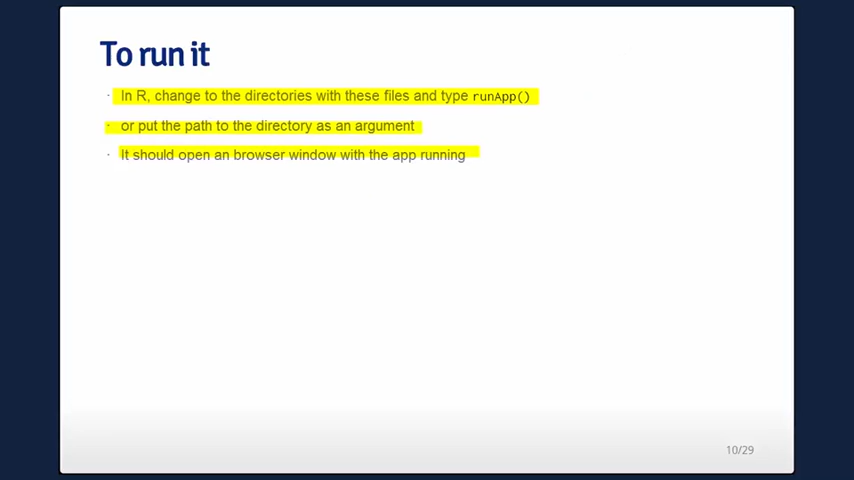 To run it
· In R, change to the directories with these files and type runApp()
· or put the path to the directory as an argument
· It should open an browser window with the app running
10/29